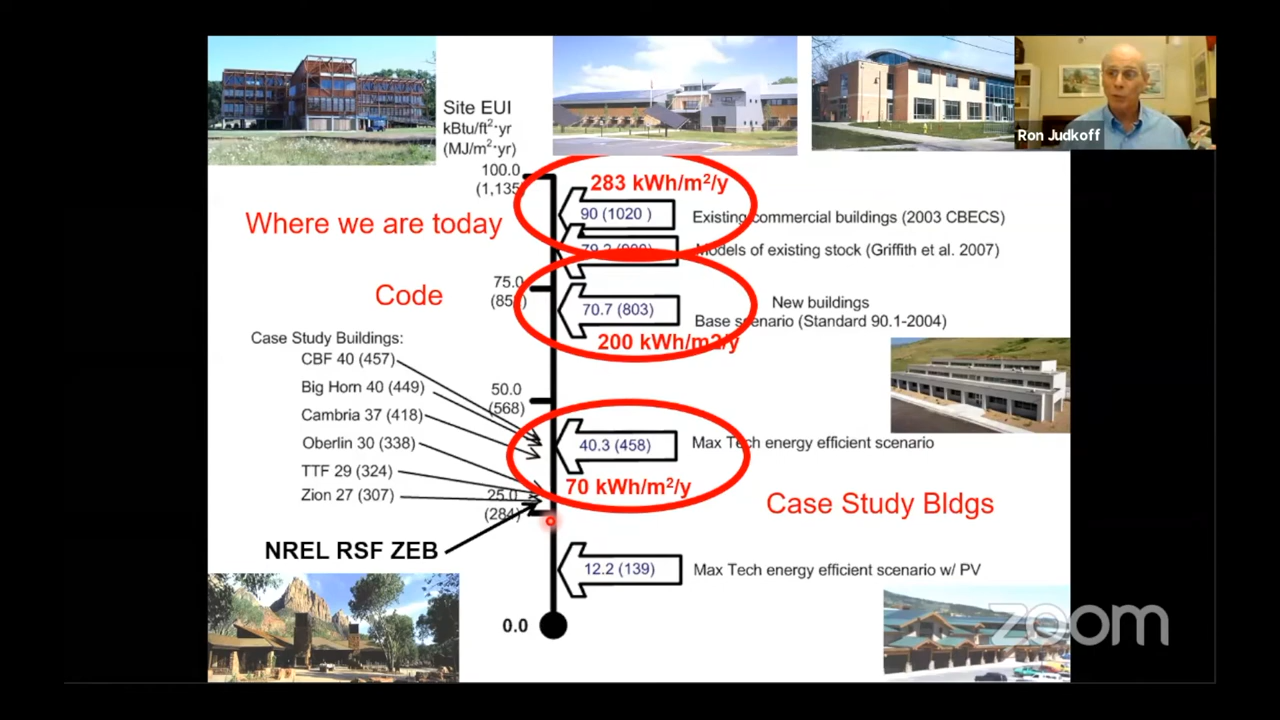 Ron Judkoff
Site EUI
kBtu/ft²·yr
(MJ/m²·yr)
100.0
(1,135)
283 kWh/m²/y
90 (1020 )
Existing commercial buildings (2003 CBECS)
Where we are today
Models of existing stock (Griffith et al. 2007)
75.0
Code
70.7 (803)
New buildings
Base scenario (Standard 90.1-2004)
200 kWh/m2/y
Case Study Buildings:
CBF 40 (457)
Big Horn 40 (449)
Cambria 37 (418)
Oberlin 30 (338)
TTF 29 (324)
Zion 27 (307)
50.0
(568)
40.3 (458)
Max Tech energy efficient scenario
70 kWh/m²/y
25.0
(284)
Case Study Bldgs
NREL RSF ZEB
12.2 (139)
Max Tech energy efficient scenario w/ PV
0.0
zoom